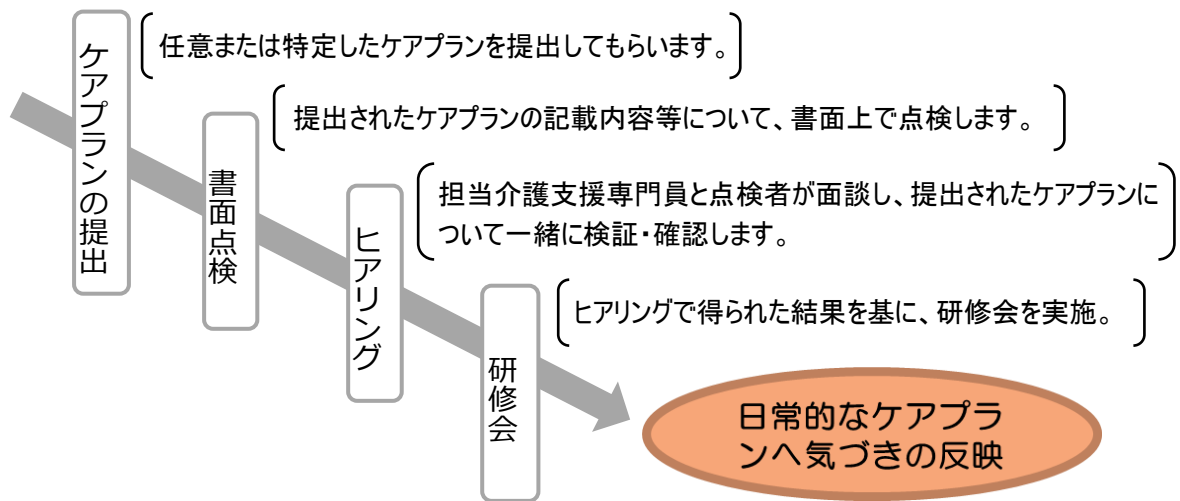 ケアプランの提出
任意または特定したケアプランを提出してもらいます。
書面点検
提出されたケアプランの記載内容等について、書面上で点検します。
ヒアリング
担当介護支援専門員と点検者が面談し、提出されたケアプランに
ついて一緒に検証・確認します。
研修会
ヒアリングで得られた結果を基に、研修会を実施。
日常的なケアプラ
ンへ気づきの反映